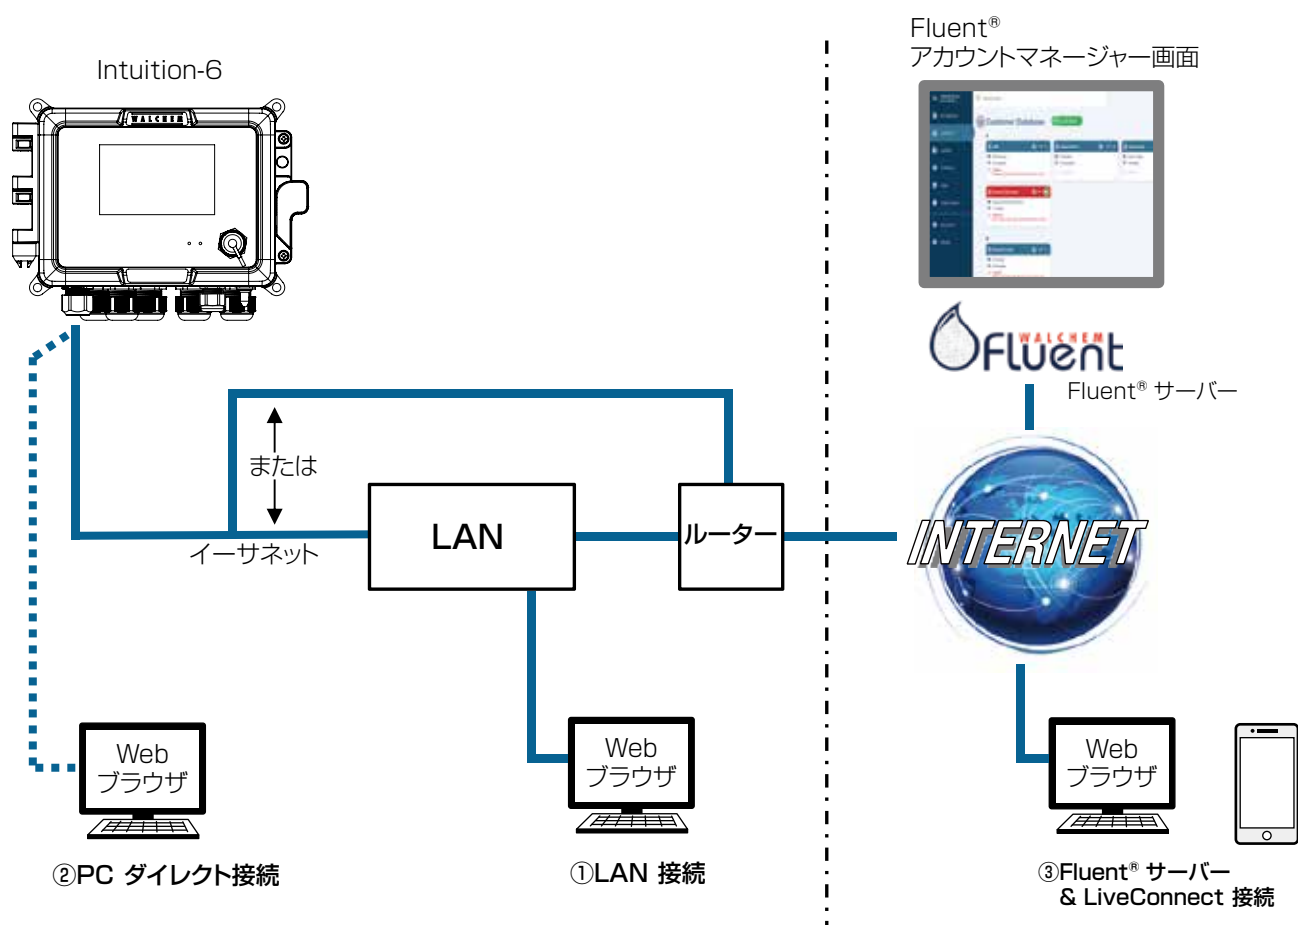 Fluent®
アカウントマネージャー画面
Intuition-6
WALCHEM
Customer Database
WALCHEM
Fluent
Fluent® サーバー
または
LAN
ルーター
イーサネット
INTERNET
Web
ブラウザ
Web
ブラウザ
Web
ブラウザ
②PC ダイレクト接続
①LAN 接続
③Fluent® サーバー
& LiveConnect 接続